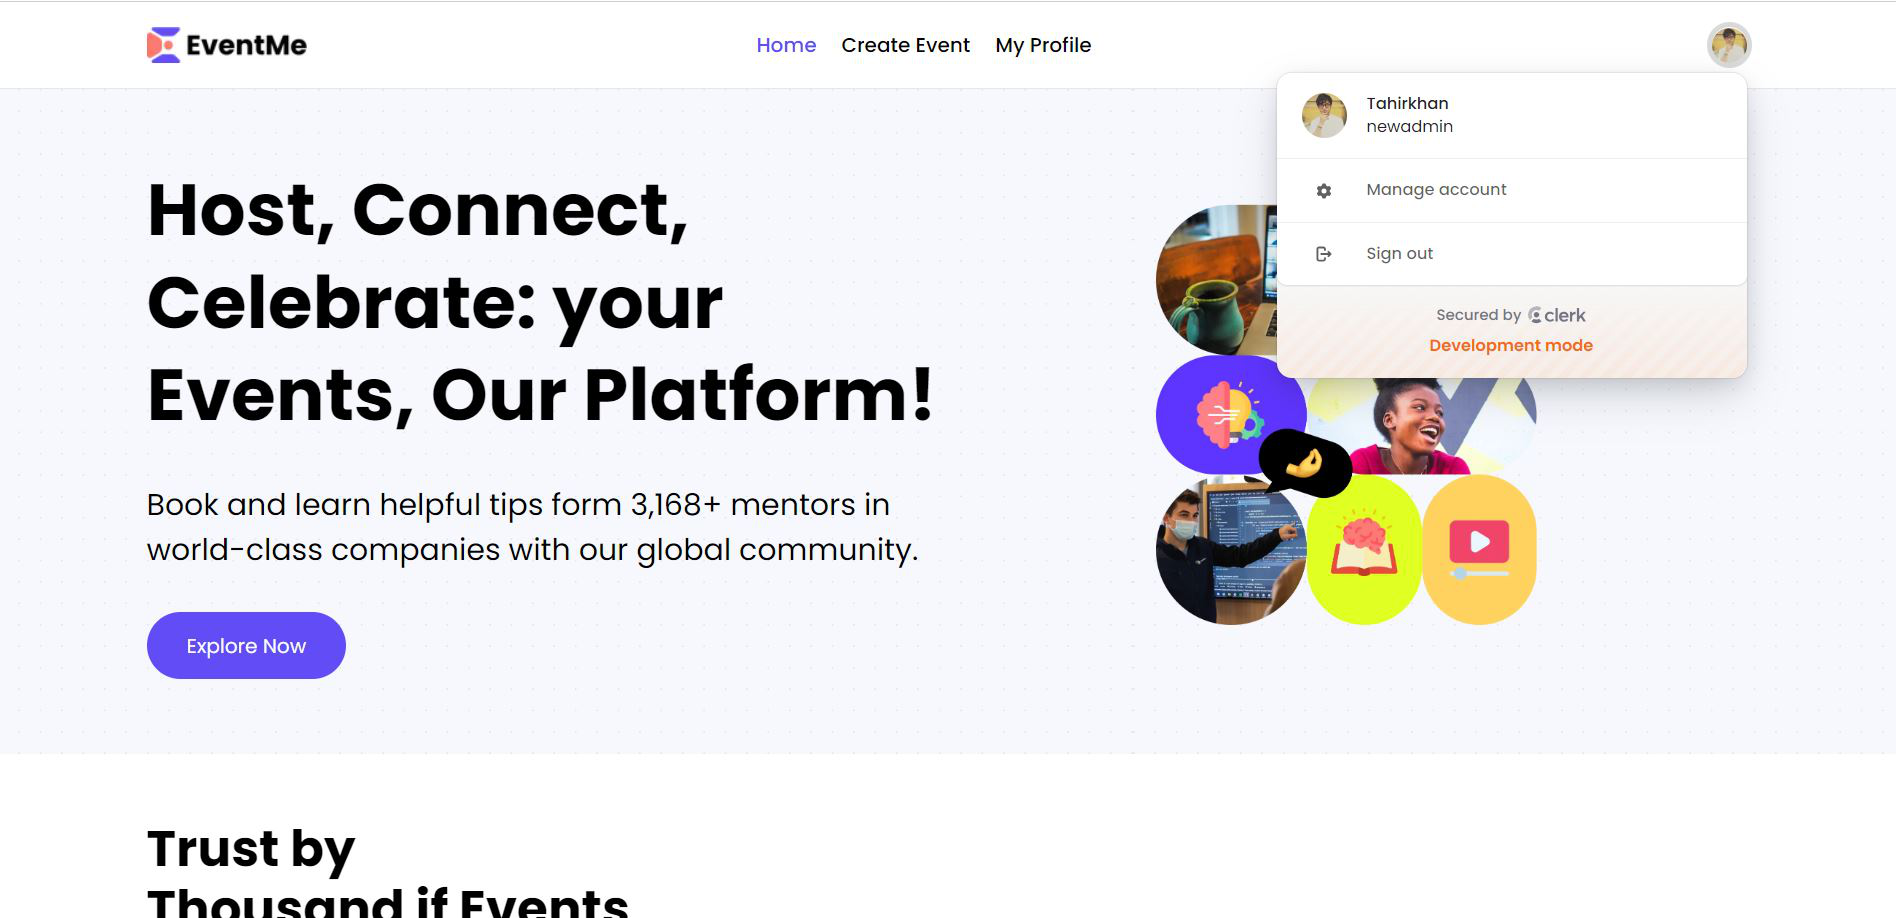 EventMe
Home Create Event My Profile
Tahirkhan
newadmin
Manage account
Sign out
Secured by clerk
Development mode
Host, Connect,
Celebrate: your
Events, Our Platform!
Book and learn helpful tips form 3,168+ mentors in
world-class companies with our global community.
Explore Now
Trust by
Thousand if Events